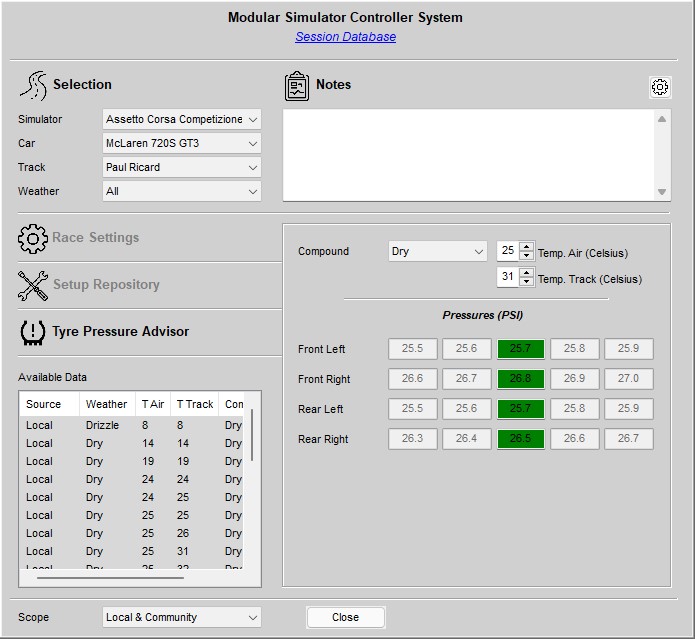 Modular Simulator Controller System
Session Database
Selection
Simulator Assetto Corsa Competizione
Car McLaren 720S GT3
Track Paul Ricard
Weather All
Notes
Race Settings
Setup Repository
Tyre Pressure Advisor
Available Data
Source Weather T Air T Track Con
Local Drizzle 8 8 Dry
Local Dry 14 14 Dry
Local Dry 19 19 Dry
Local Dry 24 24 Dry
Local Dry 24 25 Dry
Local Dry 25 25 Dry
Local Dry 25 26 Dry
Local Dry 25 31 Dry
Local Dry 25 32 Dry
Compound Dry 25 Temp. Air (Celsius)
31 Temp. Track (Celsius)
Pressures (PSI)
Front Left 25.5 25.6 25.7 25.8 25.9
Front Right 26.6 26.7 26.8 26.9 27.0
Rear Left 25.5 25.6 25.7 25.8 25.9
Rear Right 26.3 26.4 26.5 26.6 26.7
Scope Local & Community Close